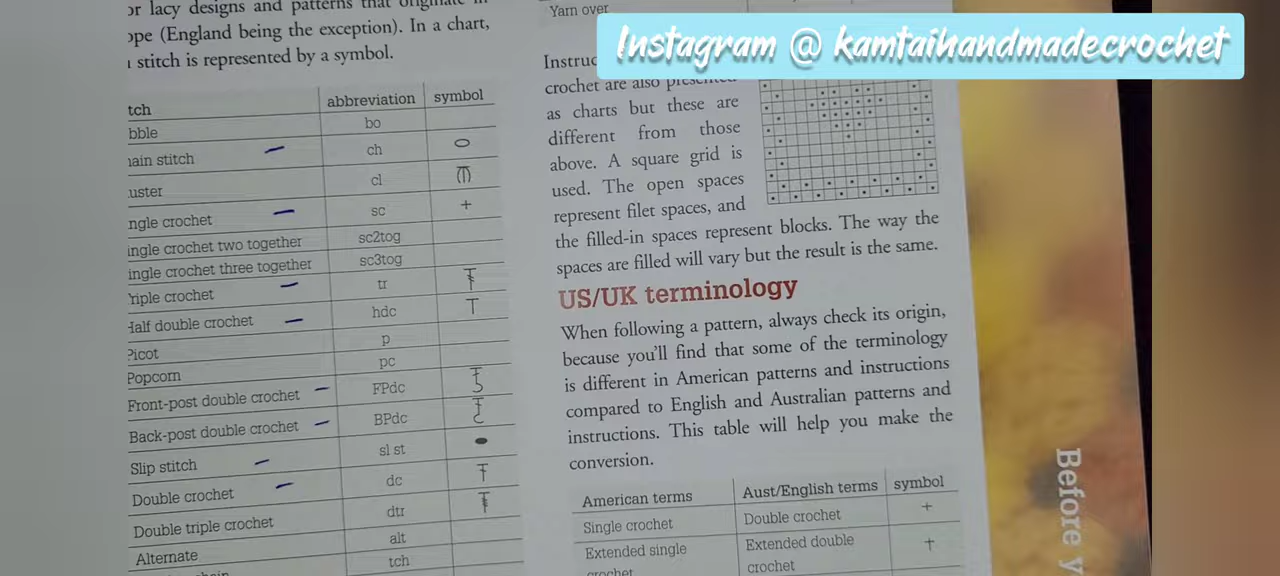 or lacy designs and patterns that originate in
ope (England being the exception). In a chart,
stitch is represented by a symbol.
tch abbreviation symbol
bble bo
ain stitch ch
uster cl
ngle crochet sc +
ingle crochet two together sc2tog
ingle crochet three together sc3tog
riple crochet tr
Half double crochet hdc
Picot p
Popcorn pc
Front-post double crochet FPdc
Back-post double crochet BPdc
Slip stitch sl st
Double crochet dc
Double triple crochet dtr
Alternate alt
tch
Yarn over
Instagram @ kamtaihandmadecrochet
Instruc
crochet are also presented
as charts but these are
different from those
above. A square grid is
used. The open spaces
represent filet spaces, and
the filled-in spaces represent blocks. The way the
spaces are filled will vary but the result is the same.
US/UK terminology
When following a pattern, always check its origin,
because you'll find that some of the terminology
is different in American patterns and instructions
compared to English and Australian patterns and
instructions. This table will help you make the
conversion.
American terms Aust/English terms symbol
Single crochet Double crochet +
Extended single Extended double
crochet crochet
Before y